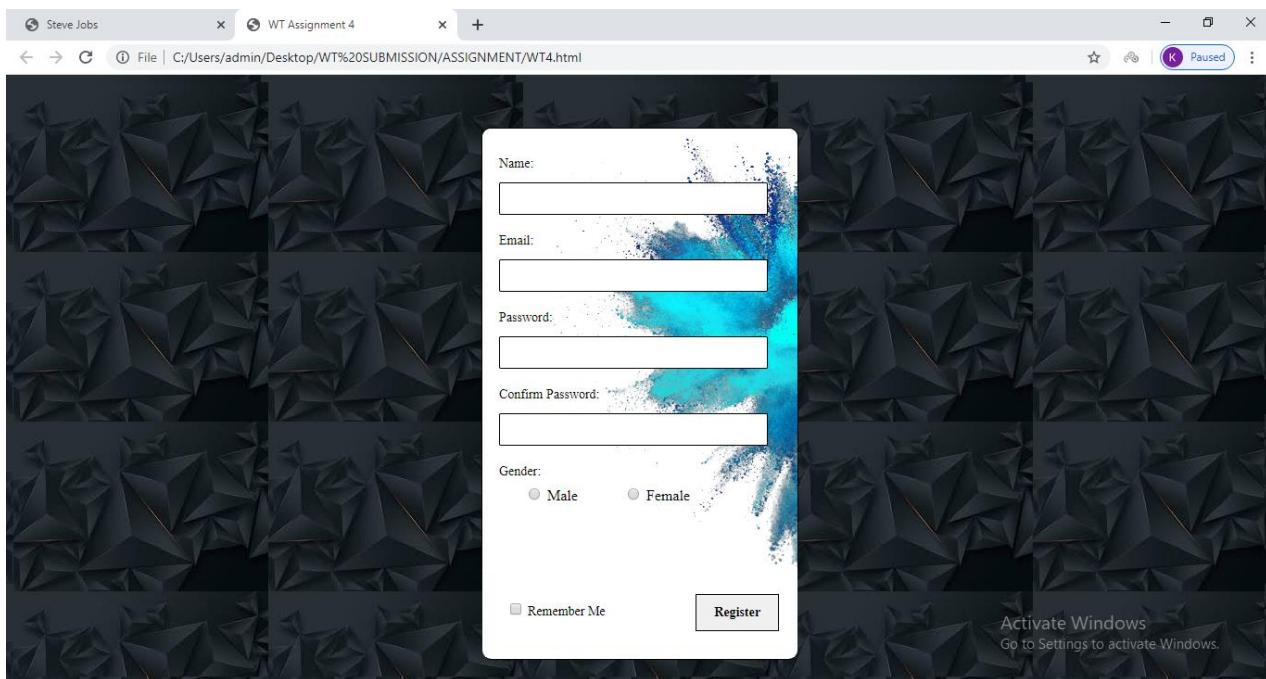 Steve Jobs
WT Assignment 4
File
C:/Users/admin/Desktop/WT%20SUBMISSION/ASSIGNMENT/WT4.html
K
Paused
Name:
Email:
Password:
Confirm Password:
Gender:
Male
Female
Remember Me
Register
Activate Windows
Go to Settings to activate Windows.